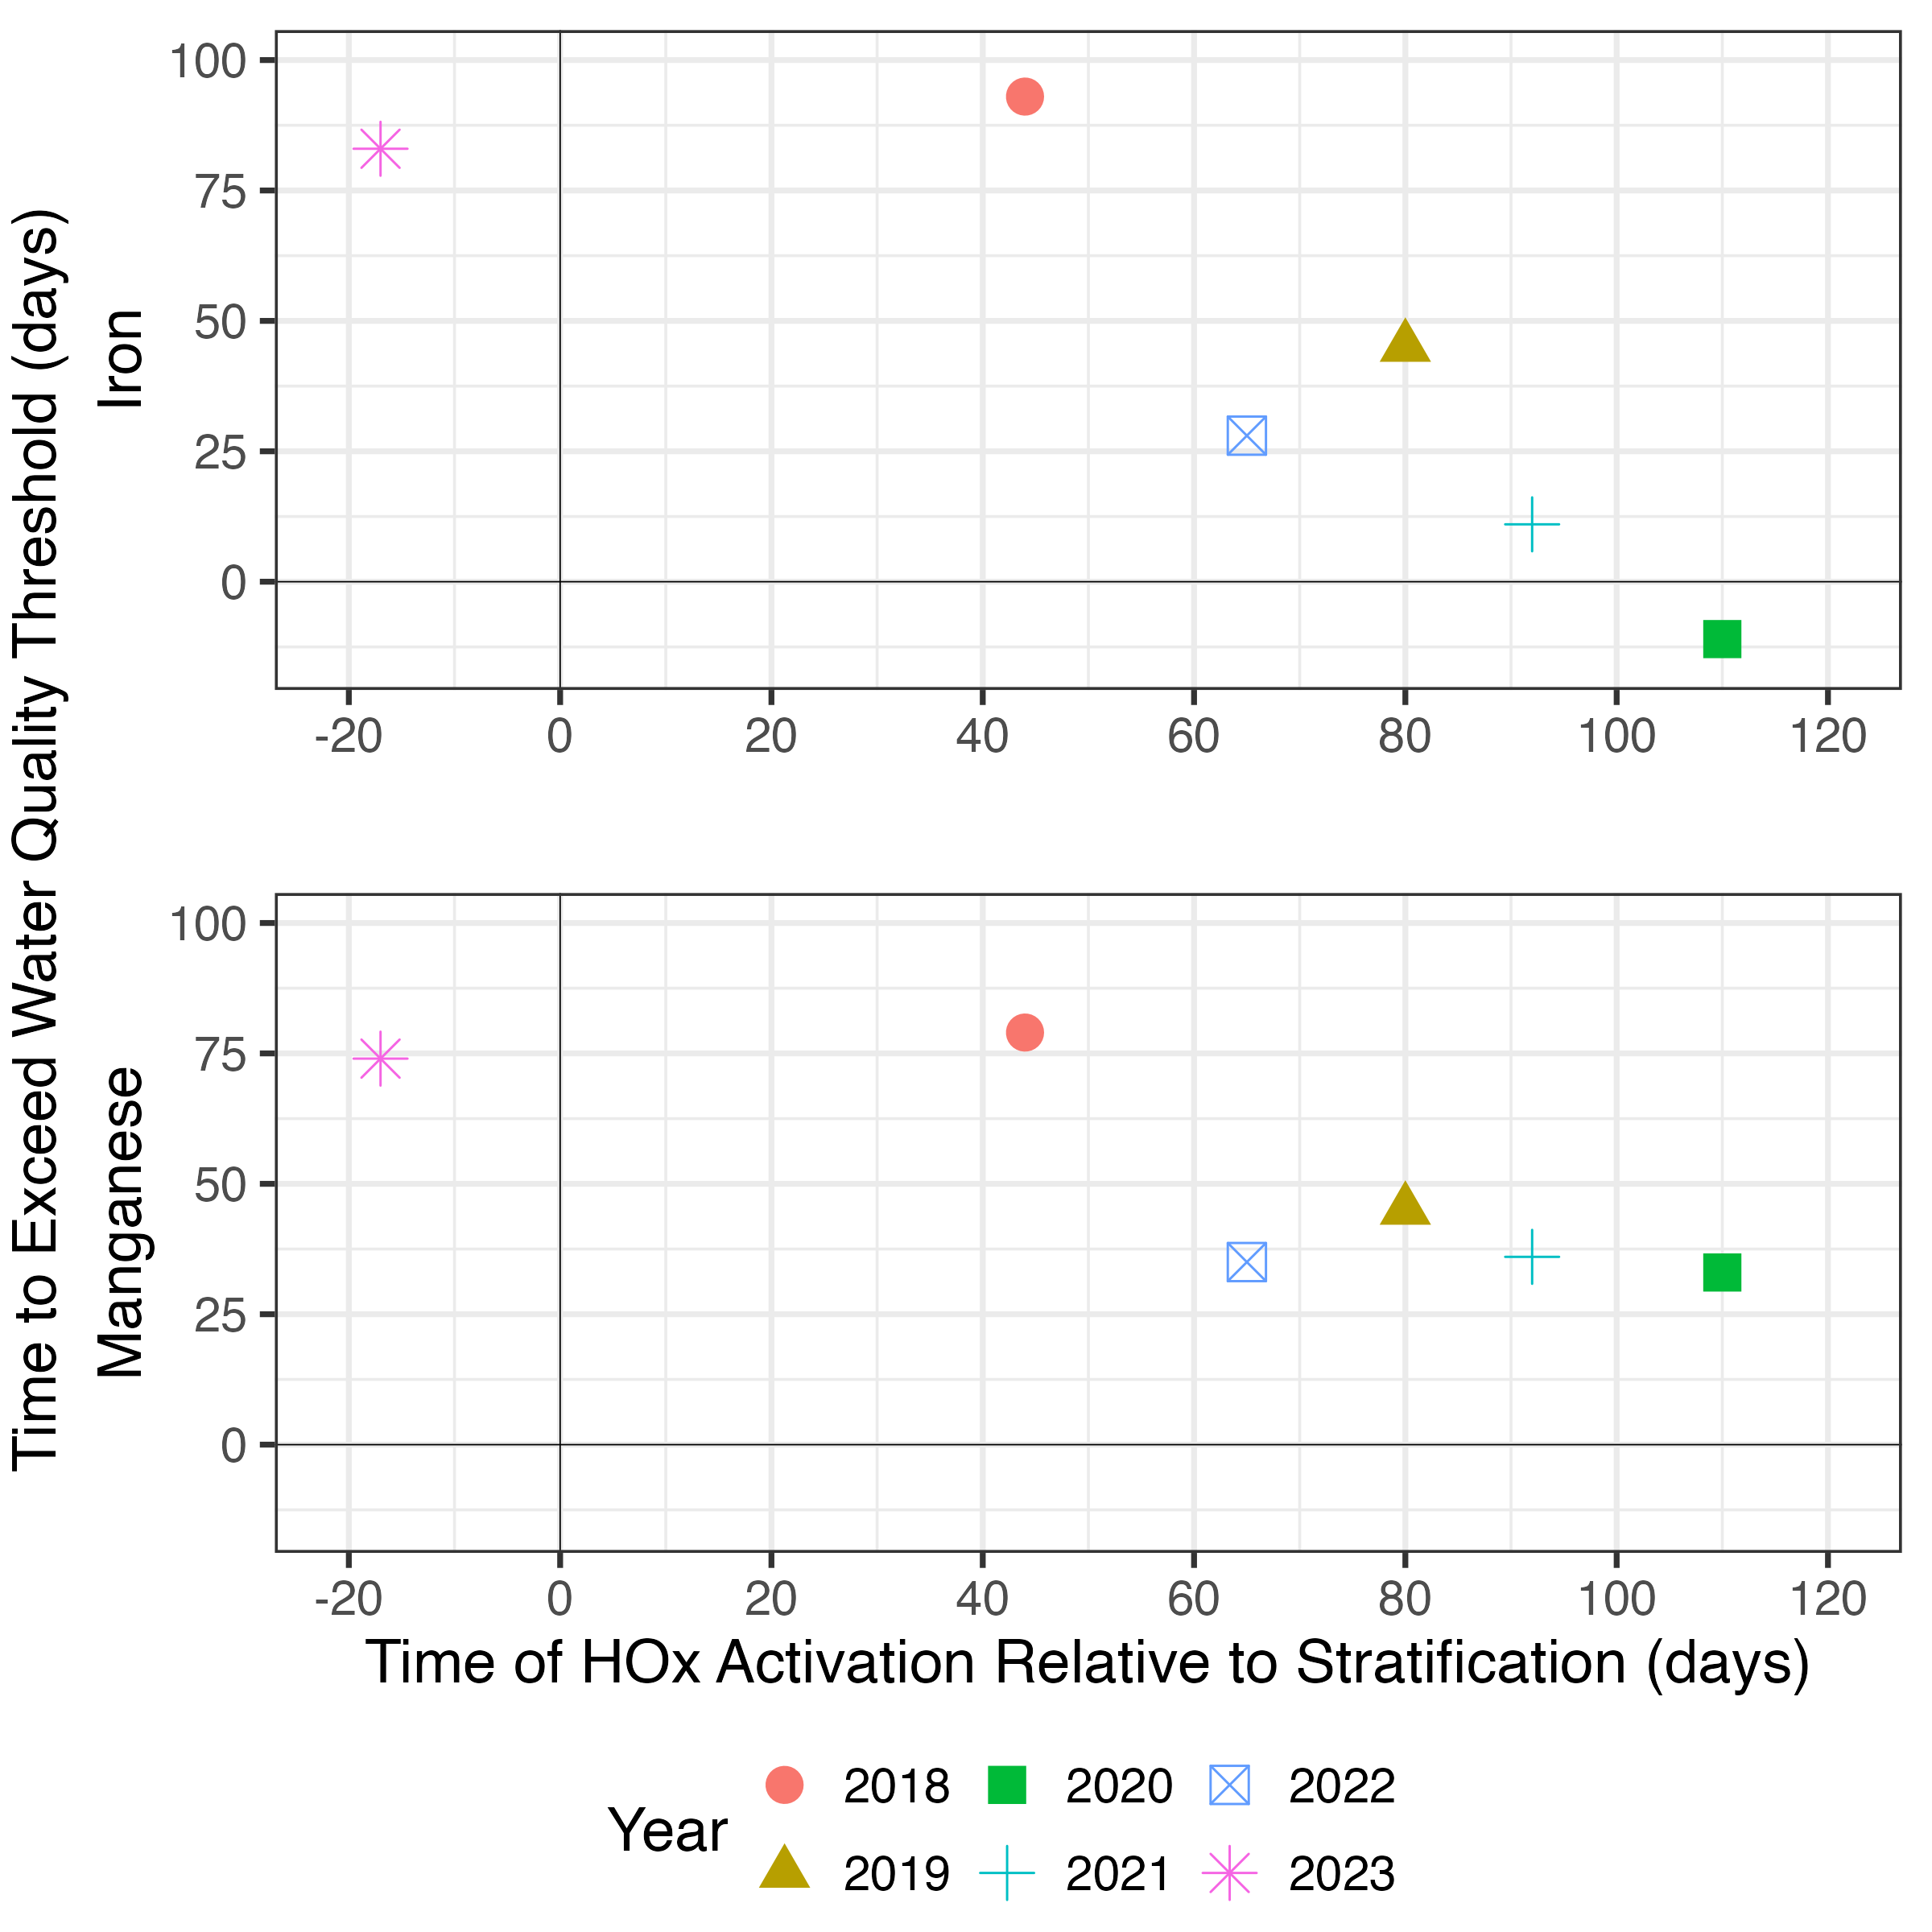 Time to Exceed Water Quality Threshold (days)
Iron
100
75
50
25
0
-20 0 20 40 60 80 100 120
Manganese
100
75
50
25
0
-20 0 20 40 60 80 100 120
Time of HOx Activation Relative to Stratification (days)
Year
2018 2020 2022
2019 2021 2023